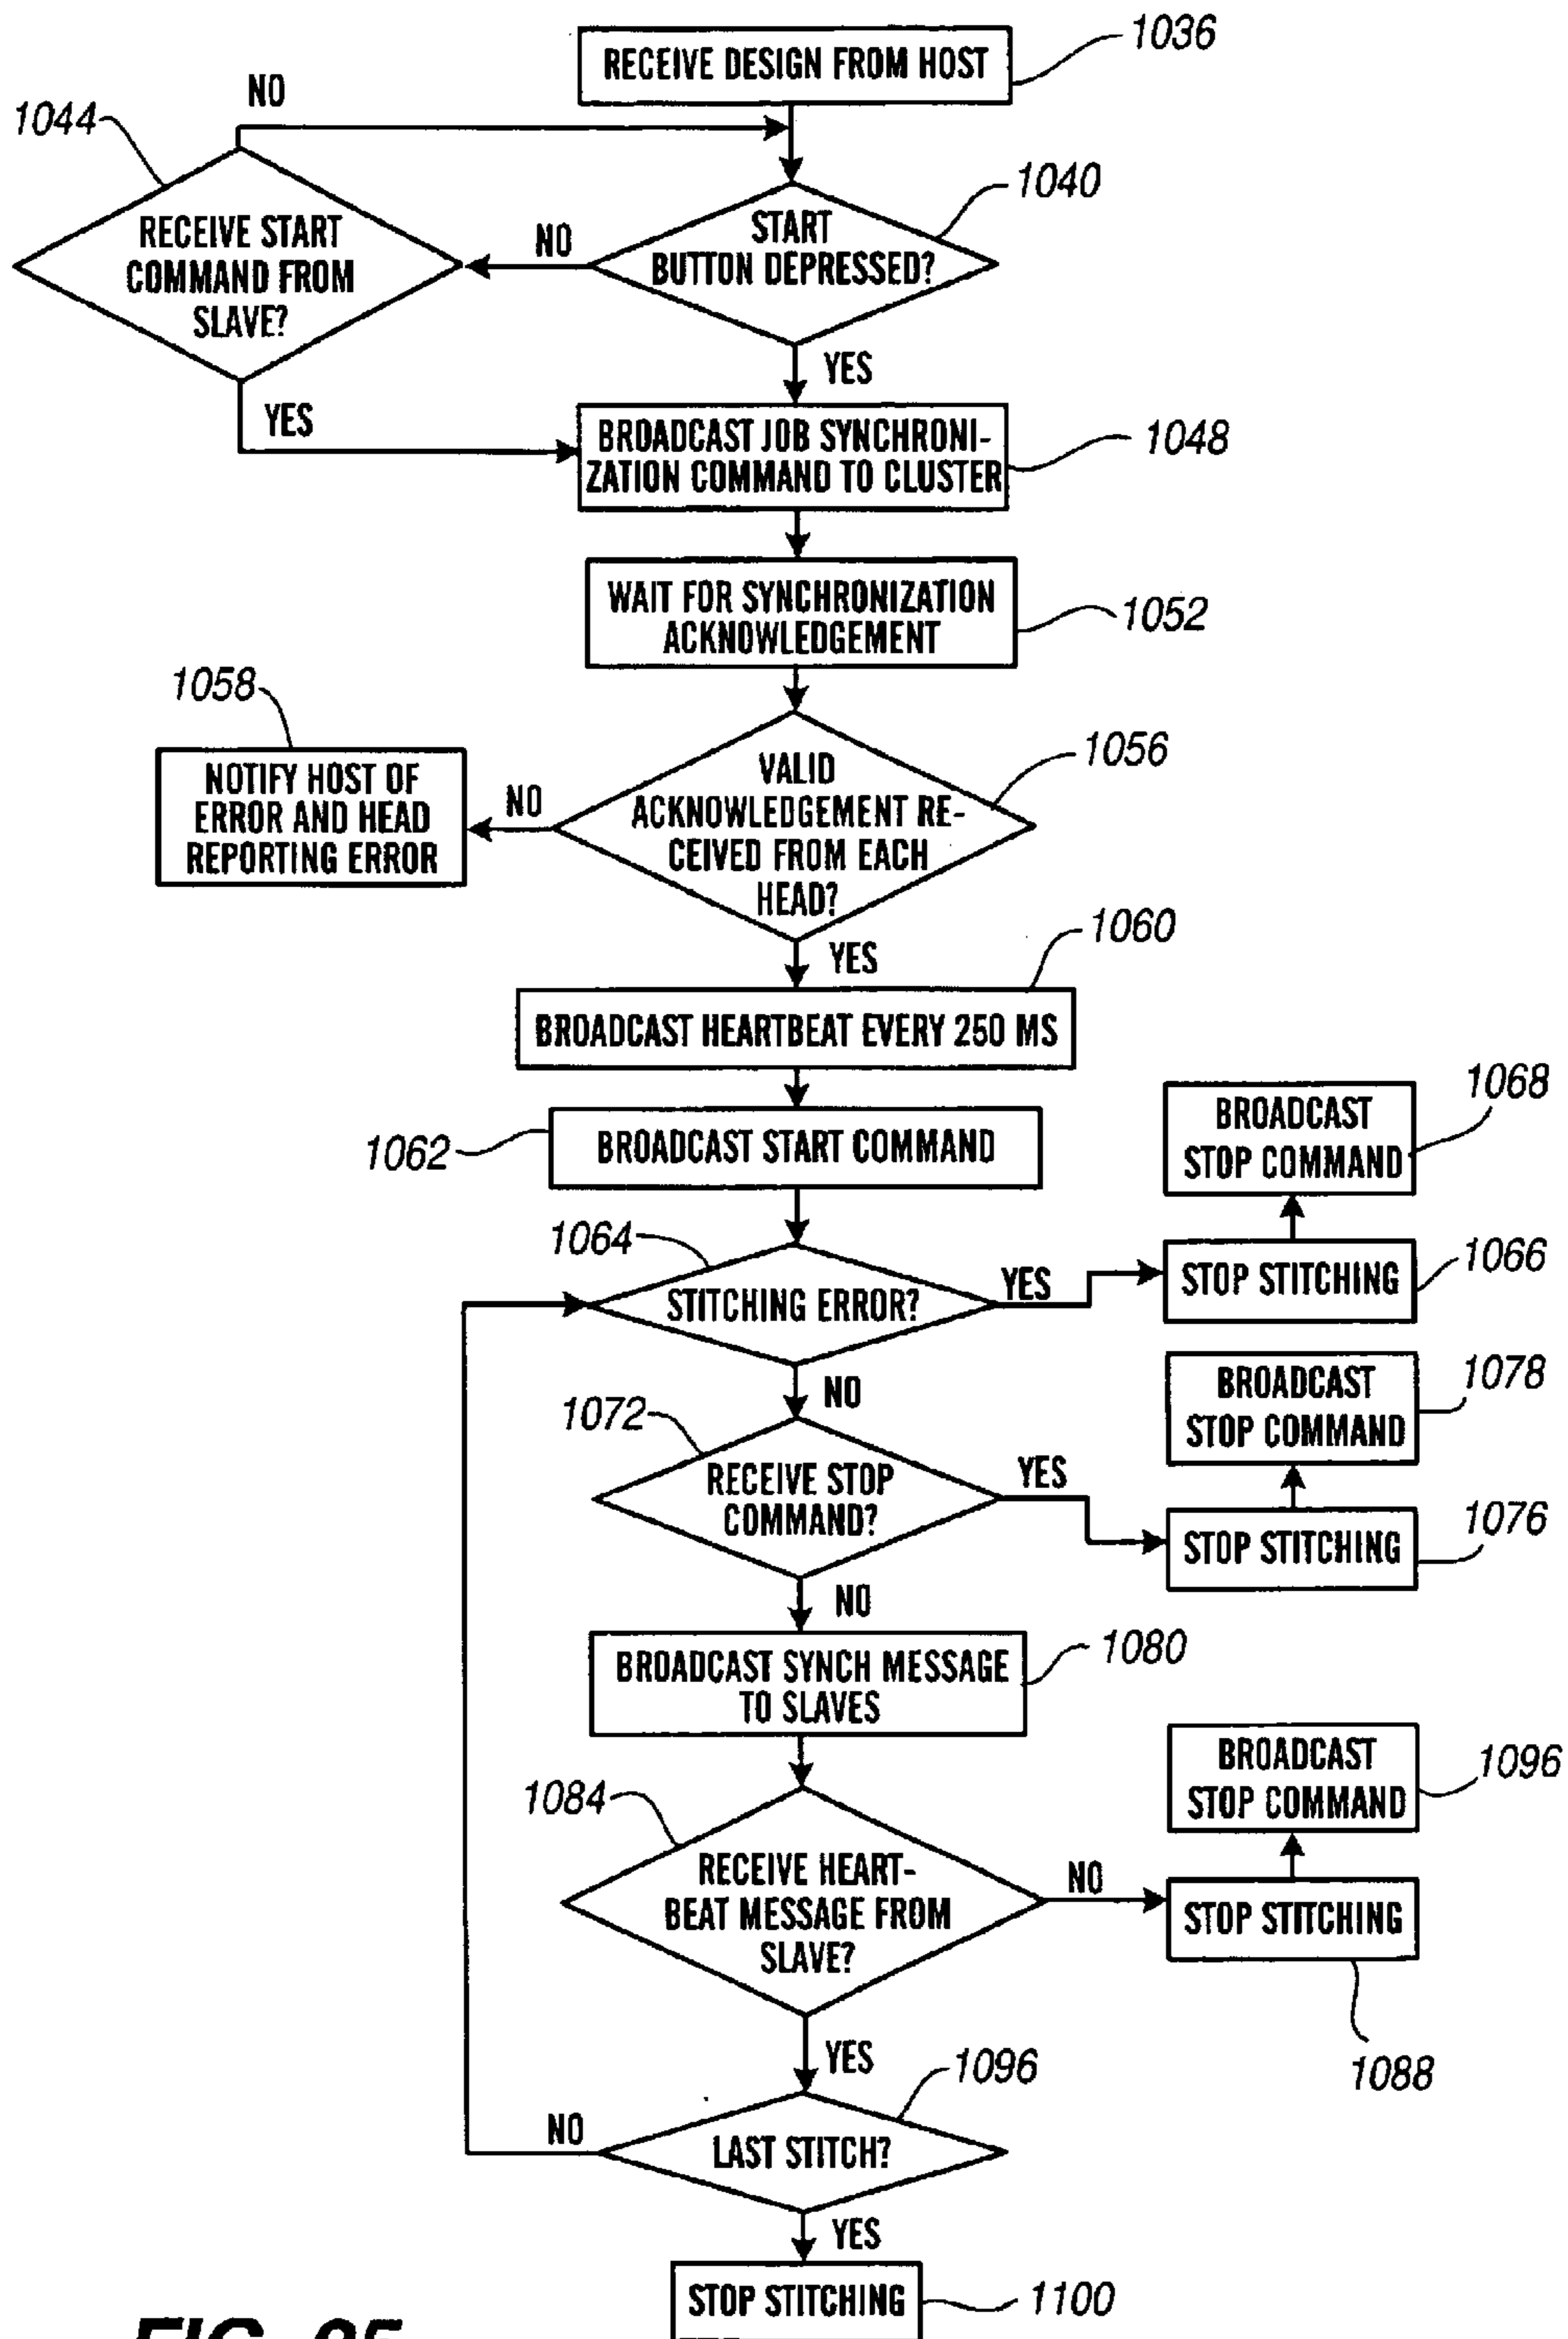 RECEIVE DESIGN FROM HOST
1036
NO
1044
1040
START
BUTTON DEPRESSED?
RECEIVE START
COMMAND FROM
SLAVE?
NO
YES
YES
BROADCAST JOB SYNCHRONI-
ZATION COMMAND TO CLUSTER
1048
WAIT FOR SYNCHRONIZATION
ACKNOWLEDGEMENT
1052
1058
NOTIFY HOST OF
ERROR AND HEAD
REPORTING ERROR
NO
VALID
ACKNOWLEDGEMENT RE-
CEIVED FROM EACH
HEAD?
1056
YES
1060
BROADCAST HEARTBEAT EVERY 250 MS
1062
BROADCAST START COMMAND
1068
BROADCAST
STOP COMMAND
1064
STITCHING ERROR?
YES
STOP STITCHING
1066
NO
1078
BROADCAST
STOP COMMAND
1072
RECEIVE STOP
COMMAND?
YES
STOP STITCHING
1076
NO
BROADCAST SYNCH MESSAGE
TO SLAVES
1080
BROADCAST
STOP COMMAND
1096
1084
RECEIVE HEART-
BEAT MESSAGE FROM
SLAVE?
NO
STOP STITCHING
1088
YES
1096
LAST STITCH?
NO
YES
STOP STITCHING
1100
FIG. 25